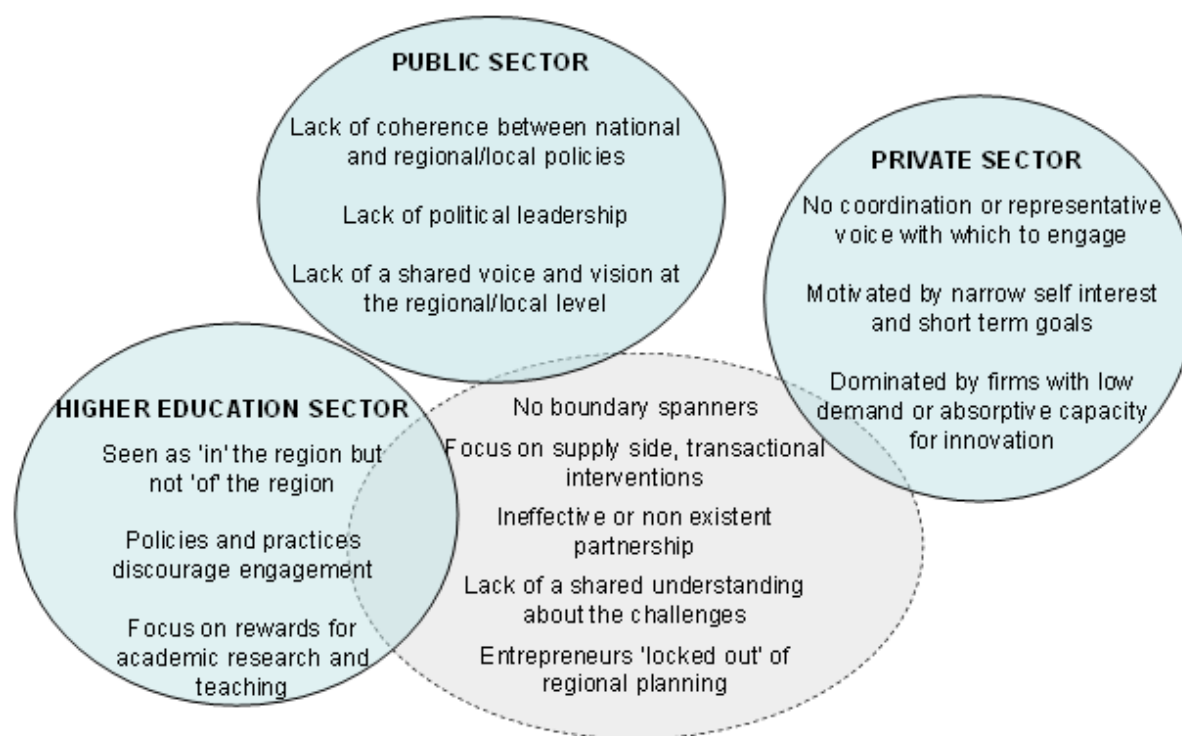 PUBLIC SECTOR
Lack of coherence between national
and regional/local policies
Lack of political leadership
Lack of a shared voice and vision at
the regional/local level
PRIVATE SECTOR
No coordination or representative
voice with which to engage
Motivated by narrow self interest
and short term goals
Dominated by firms with low
demand or absorptive capacity
for innovation
HIGHER EDUCATION SECTOR
Seen as 'in' the region but
not 'of' the region
Policies and practices
discourage engagement
Focus on rewards for
academic research and
teaching
No boundary spanners
Focus on supply side, transactional
interventions
Ineffective or non existent
partnership
Lack of a shared understanding
about the challenges
Entrepreneurs 'locked out' of
regional planning